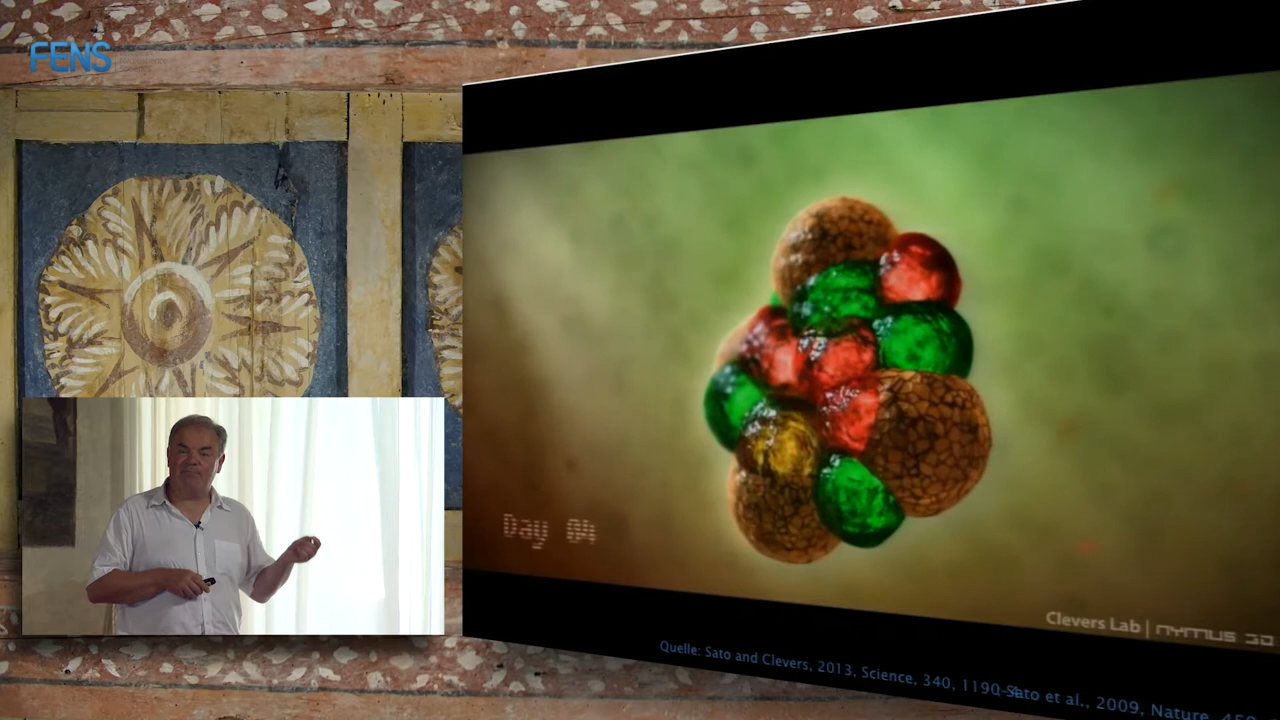 FENS
Day 04
Clevers Lab | NYMUS 3D
Quelle: Sato and Clevers, 2013, Science, 340, 1190
Sato et al., 2009, Nature,